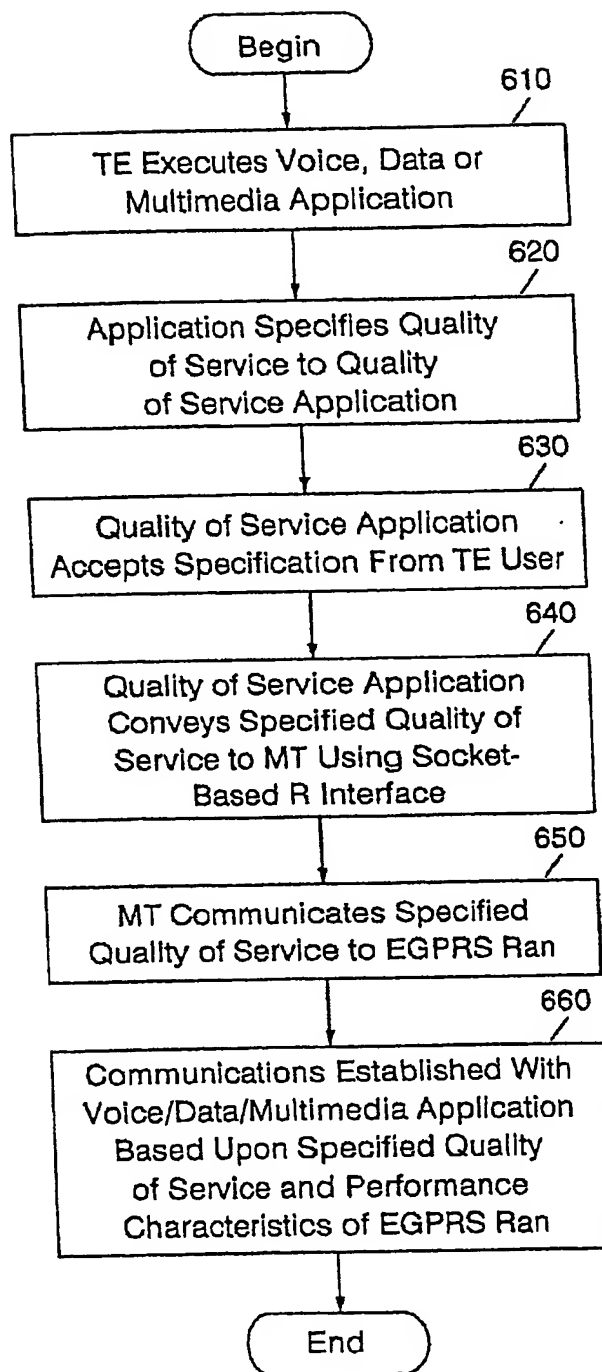 Begin
610
TE Executes Voice, Data or
Multimedia Application
620
Application Specifies Quality
of Service to Quality
of Service Application
630
Quality of Service Application
Accepts Specification From TE User
640
Quality of Service Application
Conveys Specified Quality of
Service to MT Using Socket-
Based R Interface
650
MT Communicates Specified
Quality of Service to EGPRS Ran
660
Communications Established With
Voice/Data/Multimedia Application
Based Upon Specified Quality
of Service and Performance
Characteristics of EGPRS Ran
End